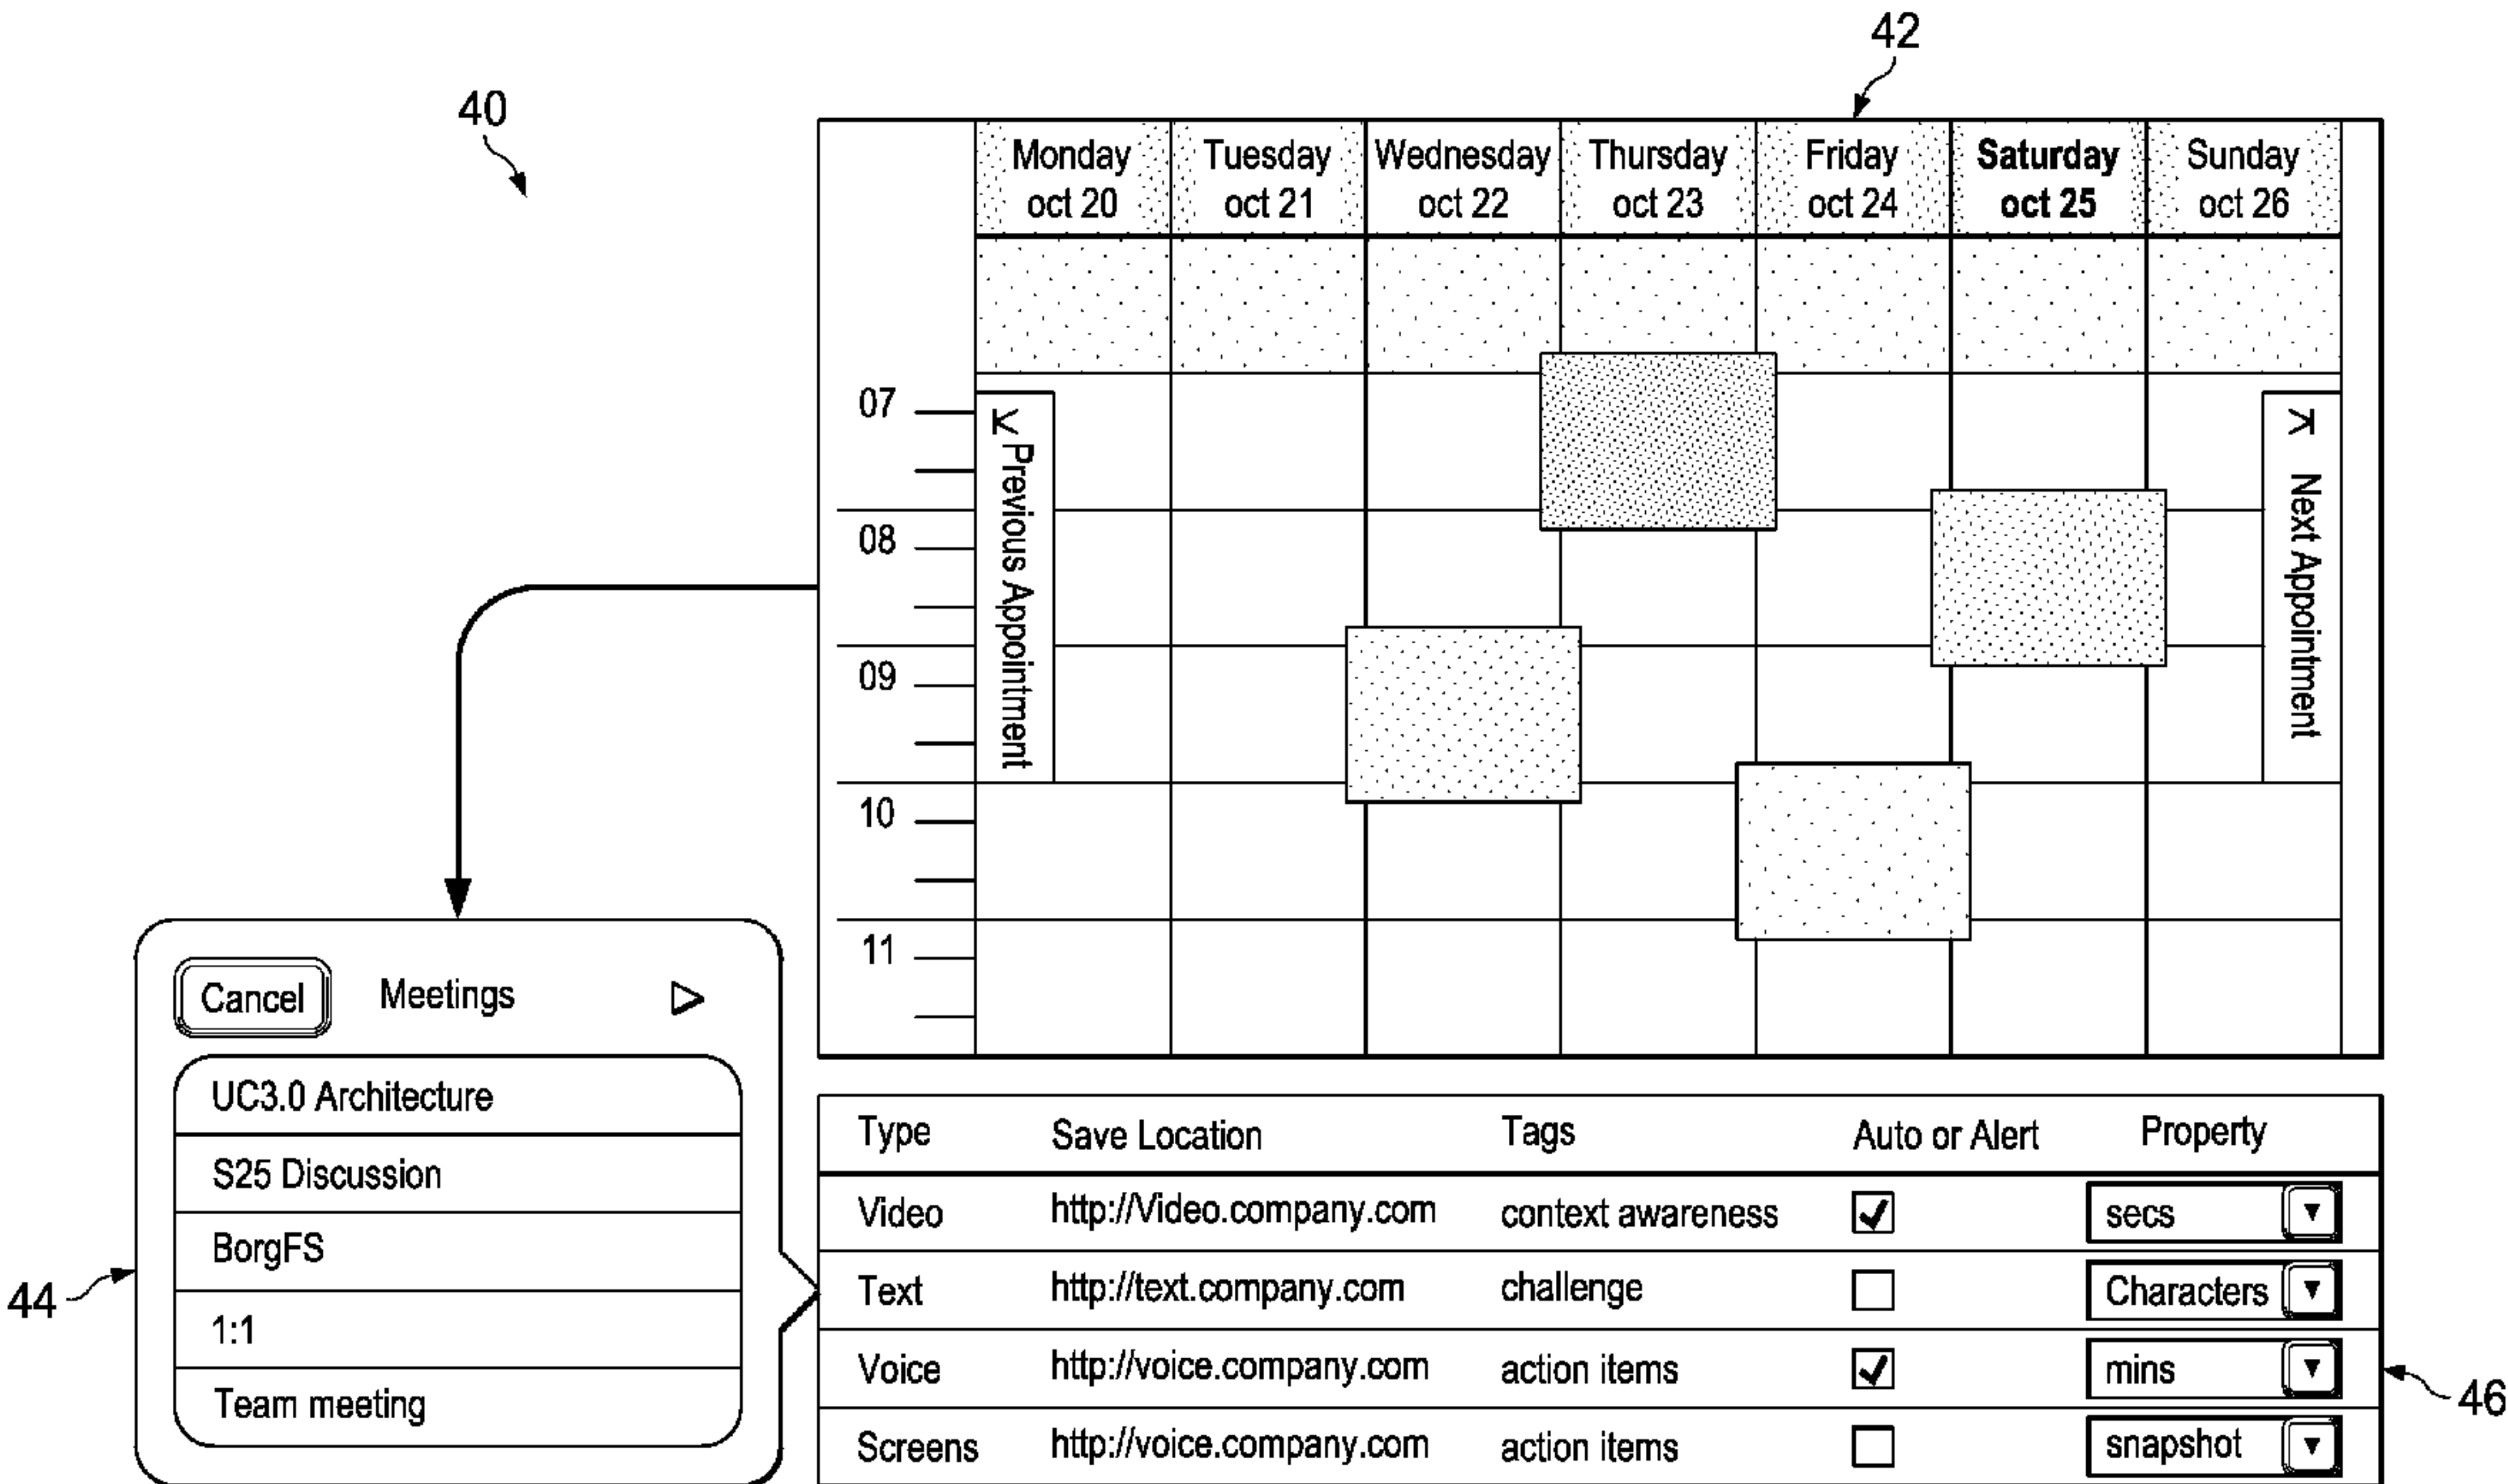 42
40
Monday Tuesday Wednesday Thursday Friday Saturday Sunday
oct 20 oct 21 oct 22 oct 23 oct 24 oct 25 oct 26
07
08
09
10
11
Previous Appointment
Next Appointment
Cancel Meetings
UC3.0 Architecture
S25 Discussion
BorgFS
1:1
Team meeting
44
Type Save Location Tags Auto or Alert Property
Video http://Video.company.com context awareness secs
Text http://text.company.com challenge Characters
Voice http://voice.company.com action items mins
Screens http://voice.company.com action items snapshot
46